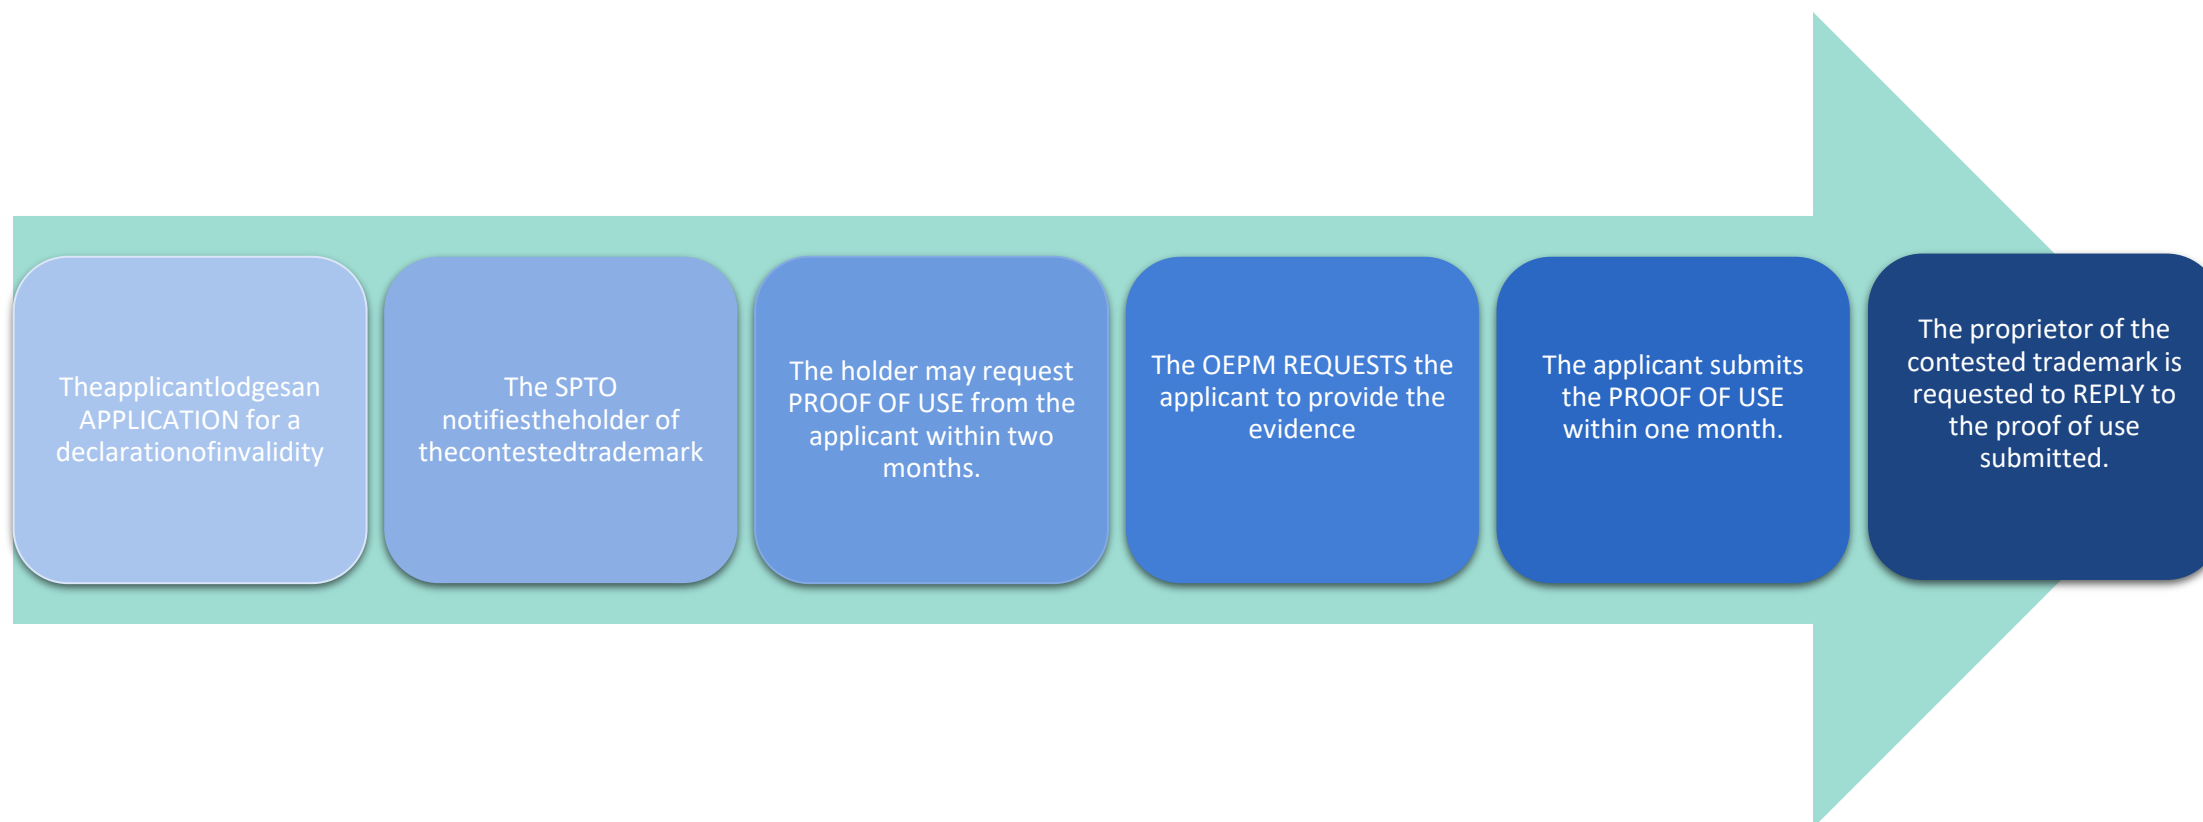 Theapplicantlodgesan
APPLICATION for a
declarationofinvalidity
The SPTO
notifiestheholder of
thecontestedtrademark
The holder may request
PROOF OF USE from the
applicant within two
months.
The OEPM REQUESTS the
applicant to provide the
evidence
The applicant submits
the PROOF OF USE
within one month.
The proprietor of the
contested trademark is
requested to REPLY to
the proof of use
submitted.